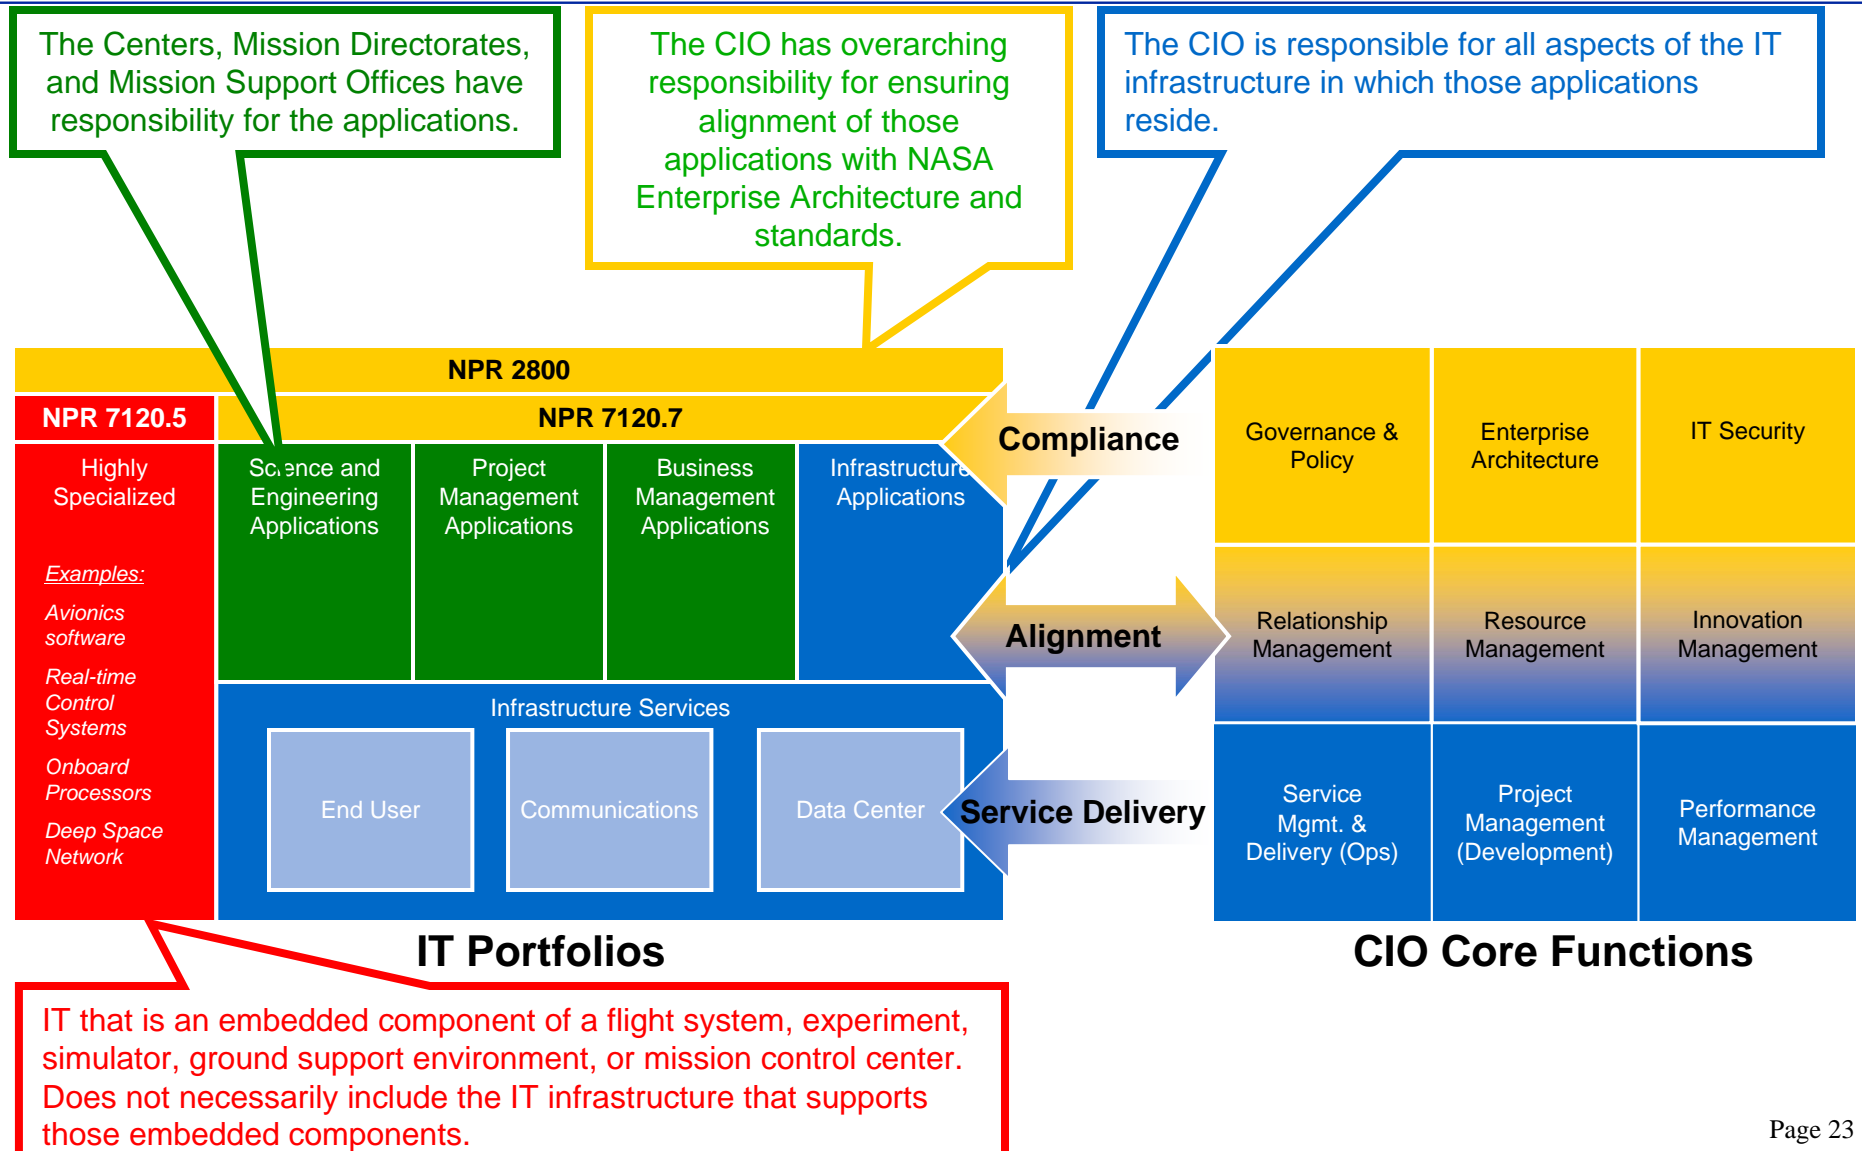 The Centers, Mission Directorates,
and Mission Support Offices have
responsibility for the applications.
The CIO has overarching
responsibility for ensuring
alignment of those
applications with NASA
Enterprise Architecture and
standards.
The CIO is responsible for all aspects of the IT
infrastructure in which those applications
reside.
NPR 2800
NPR 7120.5
NPR 7120.7
Highly
Specialized
Examples:
Avionics
software
Real-time
Control
Systems
Onboard
Processors
Deep Space
Network
Science and
Engineering
Applications
Project
Management
Applications
Business
Management
Applications
Infrastructure
Applications
Infrastructure Services
End User
Communications
Data Center
Compliance
Alignment
Service Delivery
Governance &
Policy
Enterprise
Architecture
IT Security
Relationship
Management
Resource
Management
Innovation
Management
Service
Mgmt. &
Delivery (Ops)
Project
Management
(Development)
Performance
Management
IT Portfolios
CIO Core Functions
IT that is an embedded component of a flight system, experiment,
simulator, ground support environment, or mission control center.
Does not necessarily include the IT infrastructure that supports
those embedded components.
Page 23